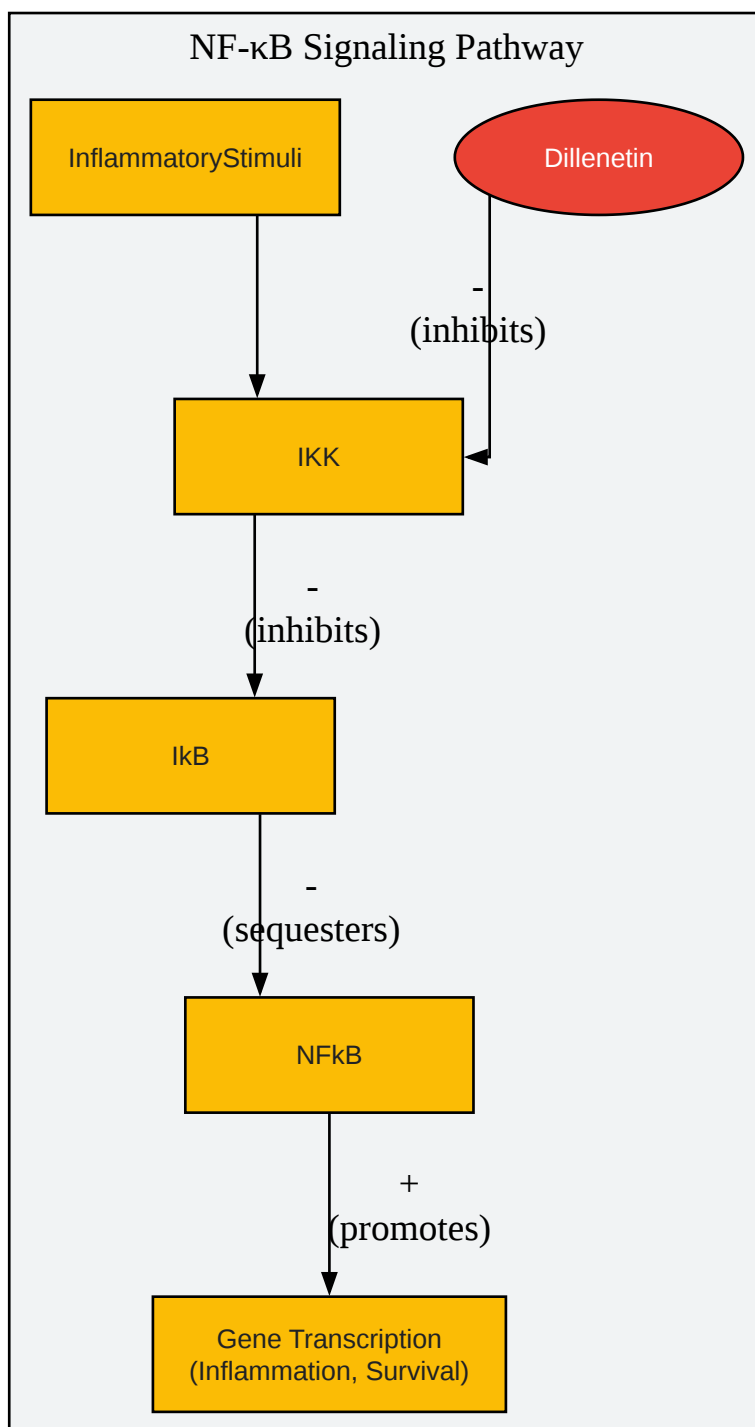 NF-κB Signaling Pathway
InflammatoryStimuli
Dillenetin
-
(inhibits)
IKK
-
(inhibits)
IkB
-
(sequesters)
NFkB
+
(promotes)
Gene Transcription
(Inflammation, Survival)